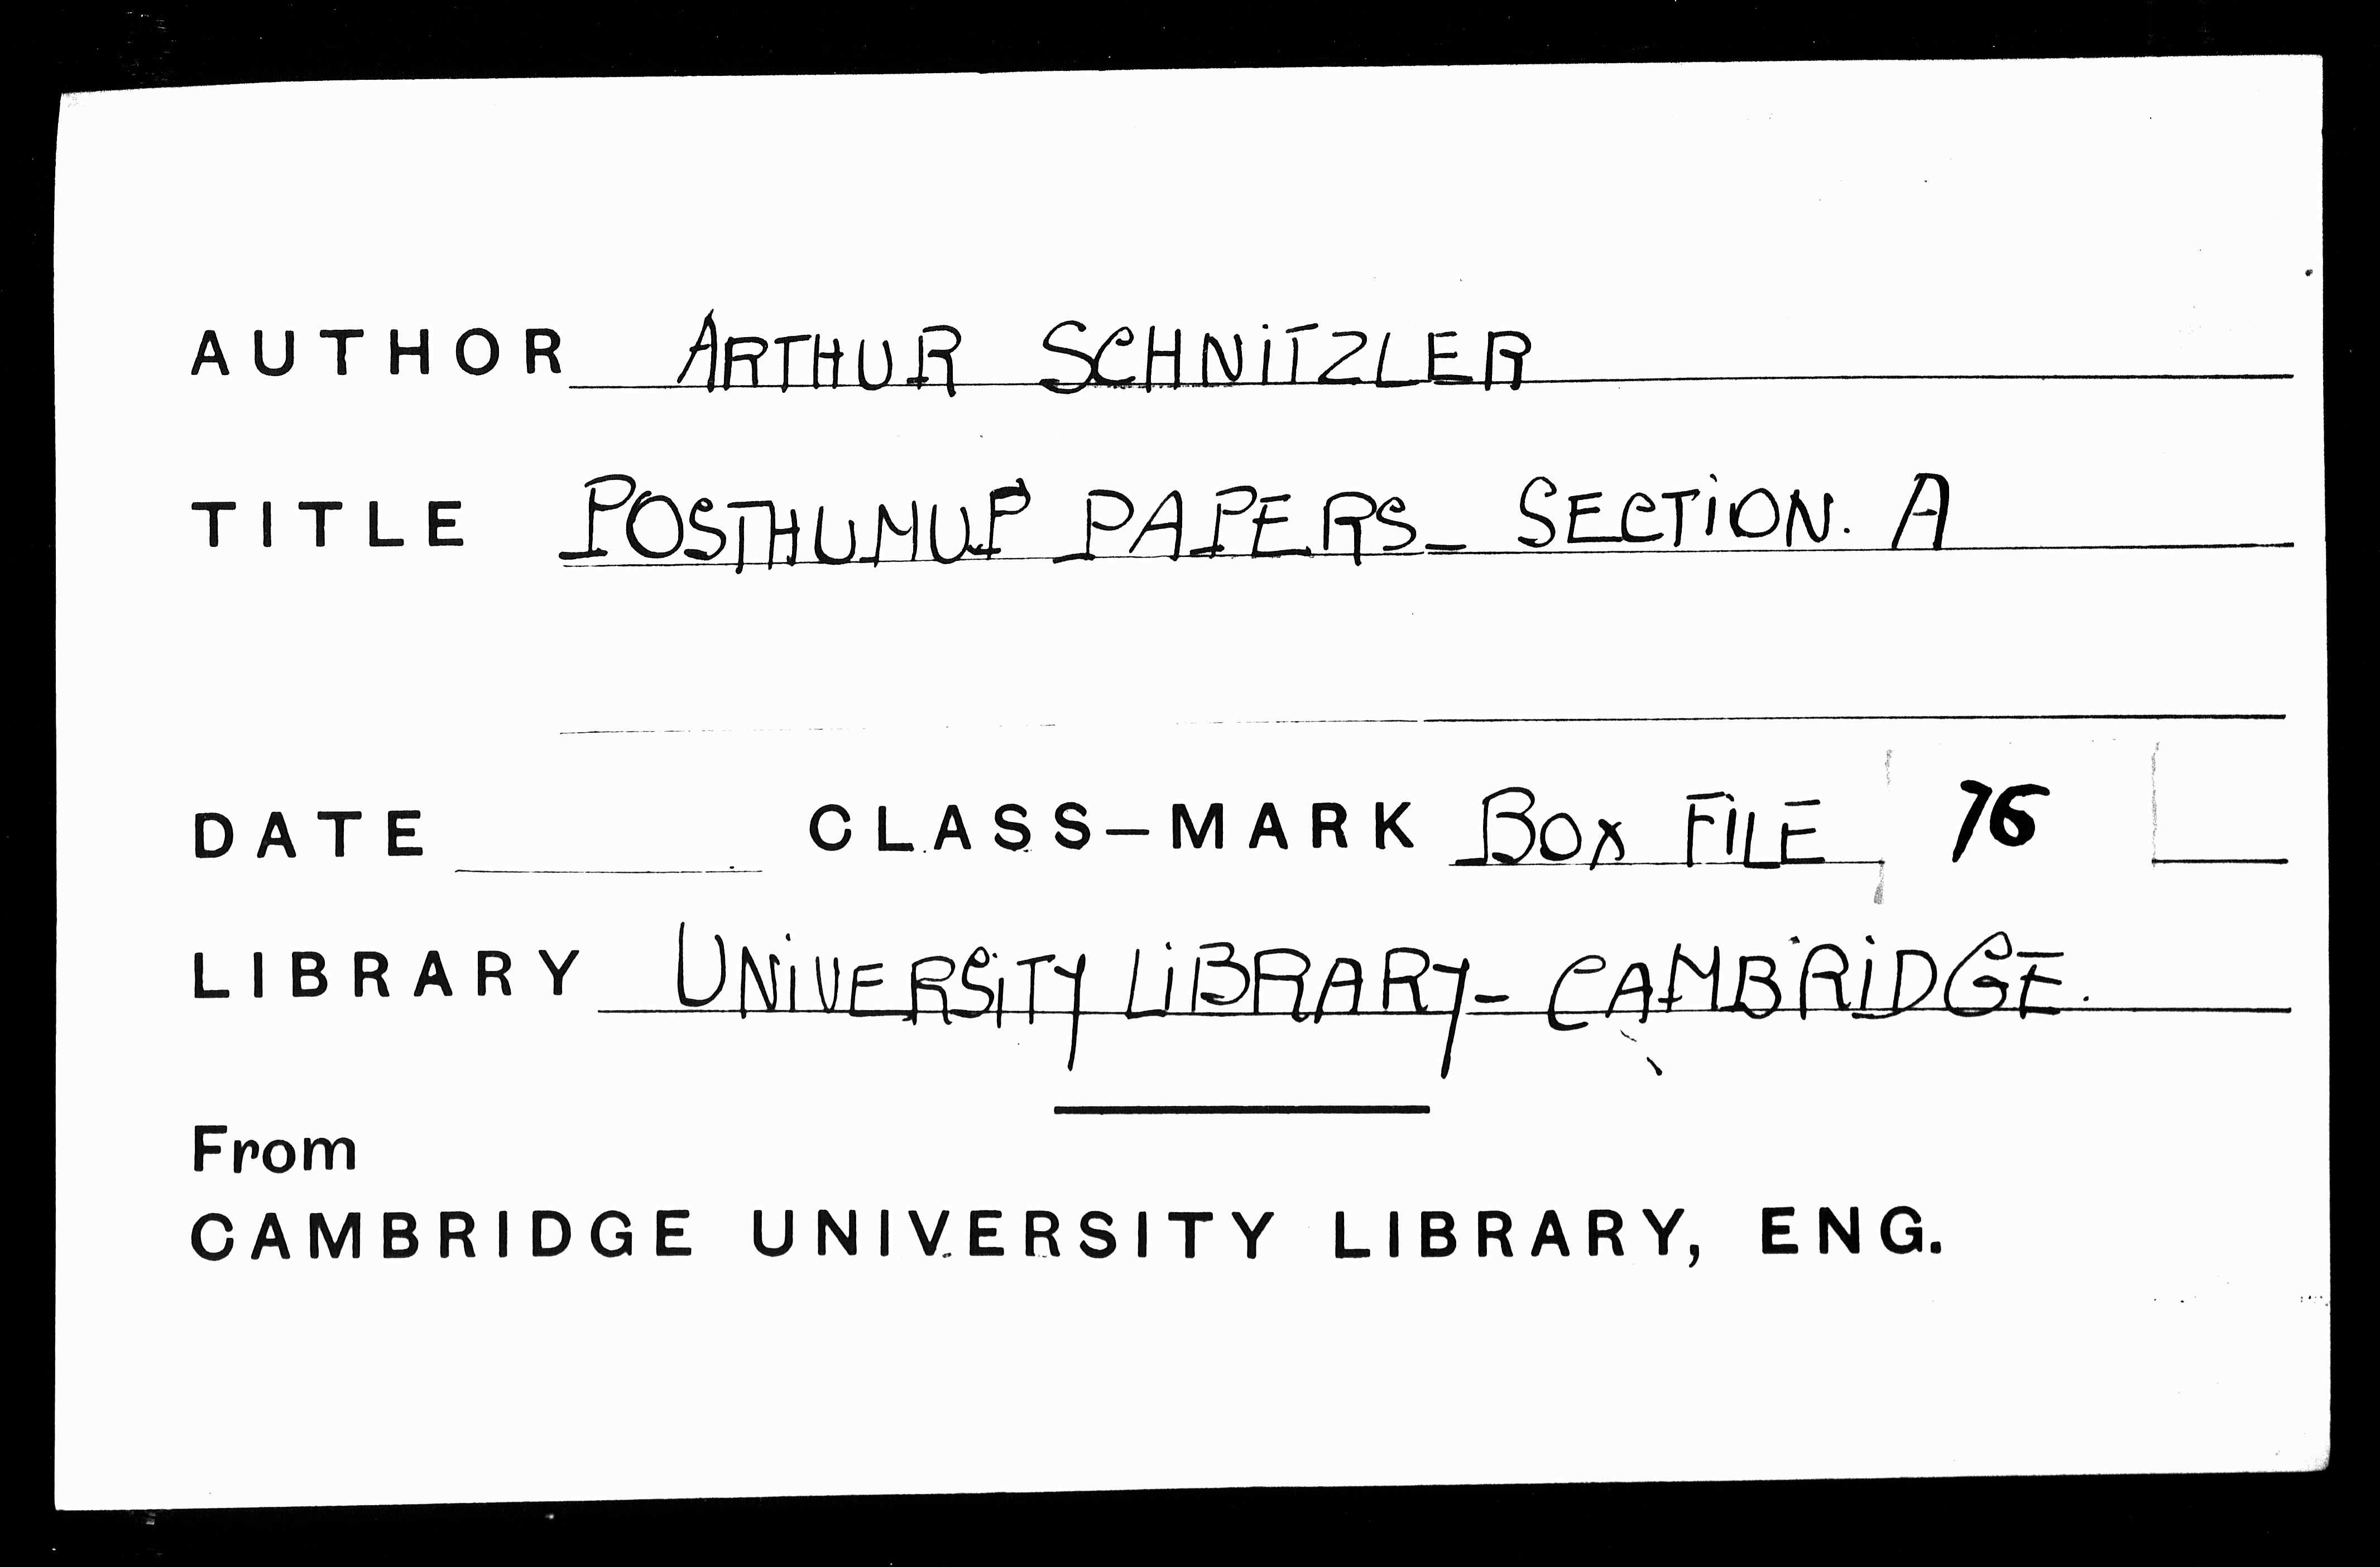 AUTHOR ARTHUR SCHNITZLER
TITLE POSTHUMUP PAPERS_ SECTION. A
DATE CLASS-MARK BOX FILE 76
LIBRARY UNIVERSITY LIBRARY- CAMBRIDGE.
From
CAMBRIDGE UNIVERSITY LIBRARY, ENG.